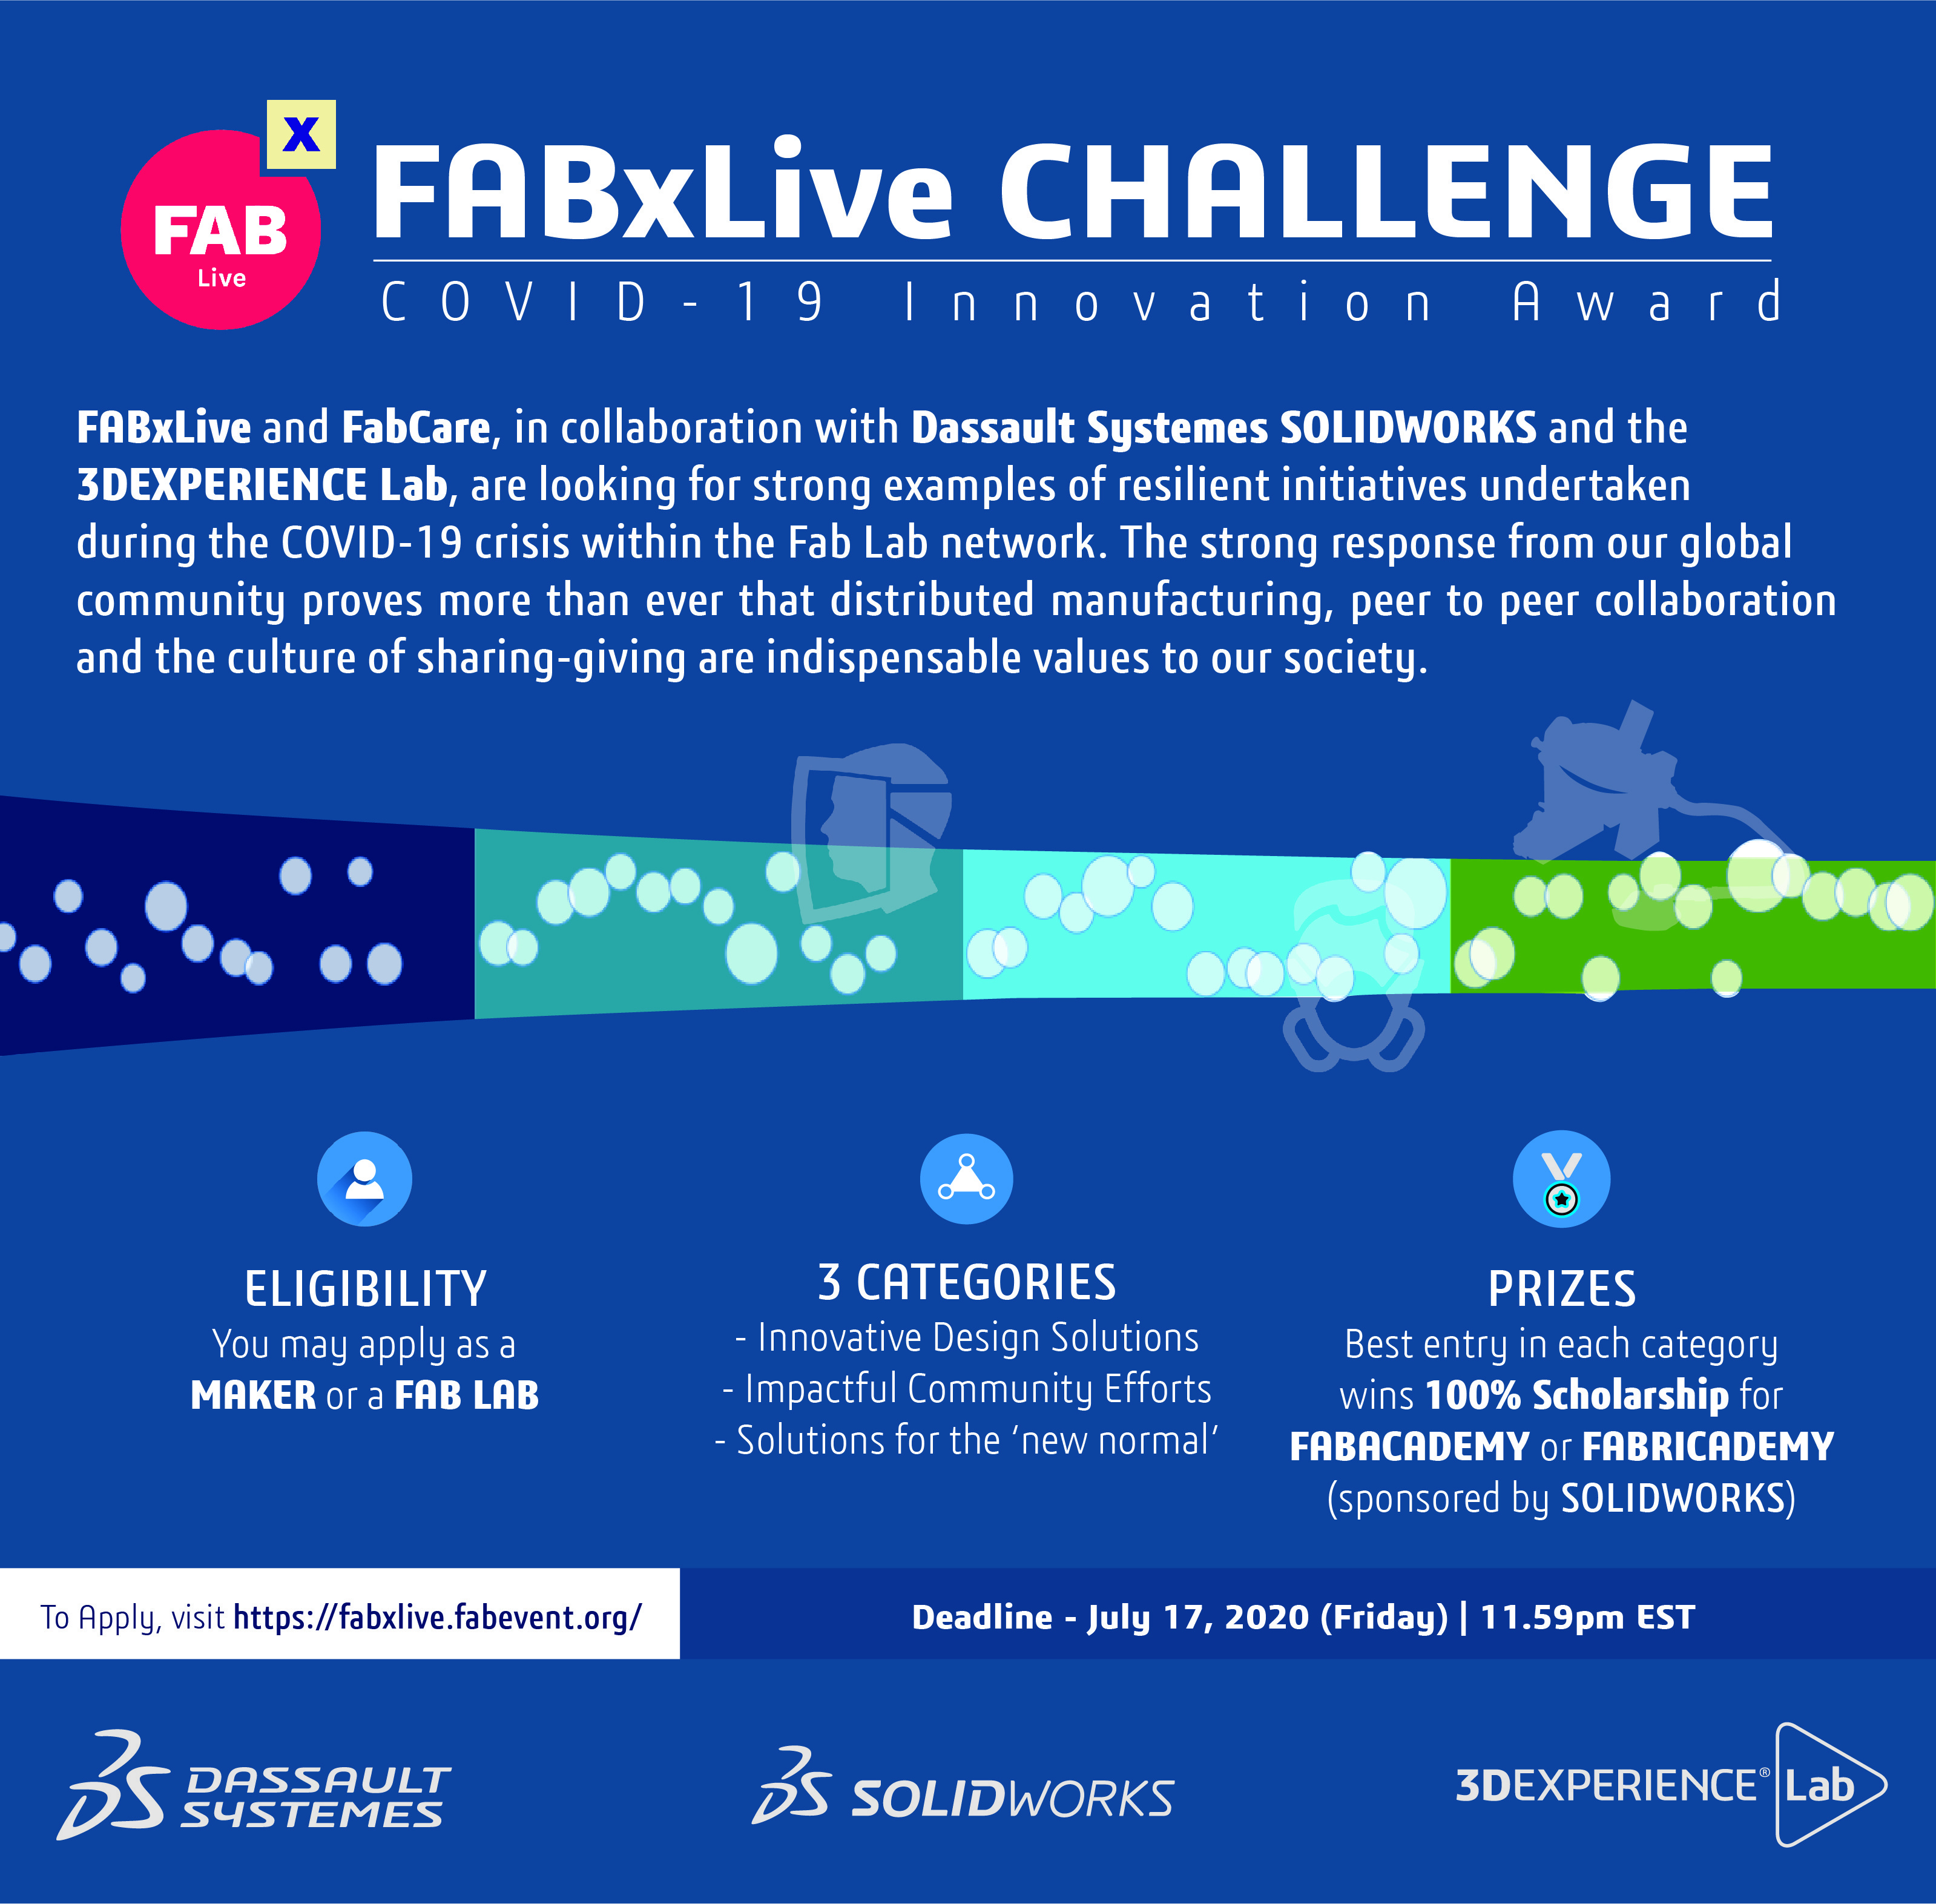 X
FAB
Live
FABxLive CHALLENGE
COVID-19 Innovation Award
FABxLive and FabCare, in collaboration with Dassault Systemes SOLIDWORKS and the
3DEXPERIENCE Lab, are looking for strong examples of resilient initiatives undertaken
during the COVID-19 crisis within the Fab Lab network. The strong response from our global
community proves more than ever that distributed manufacturing, peer to peer collaboration
and the culture of sharing-giving are indispensable values to our society.
ELIGIBILITY
You may apply as a
MAKER or a FAB LAB
3 CATEGORIES
- Innovative Design Solutions
- Impactful Community Efforts
- Solutions for the ‘new normal’
PRIZES
Best entry in each category
wins 100% Scholarship for
FABACADEMY or FABRICADEMY
(sponsored by SOLIDWORKS)
To Apply, visit https://fabxlive.fabevent.org/
Deadline - July 17, 2020 (Friday) | 11.59pm EST
DASSAULT
SYSTEMES
SOLIDWORKS
3DEXPERIENCE® Lab